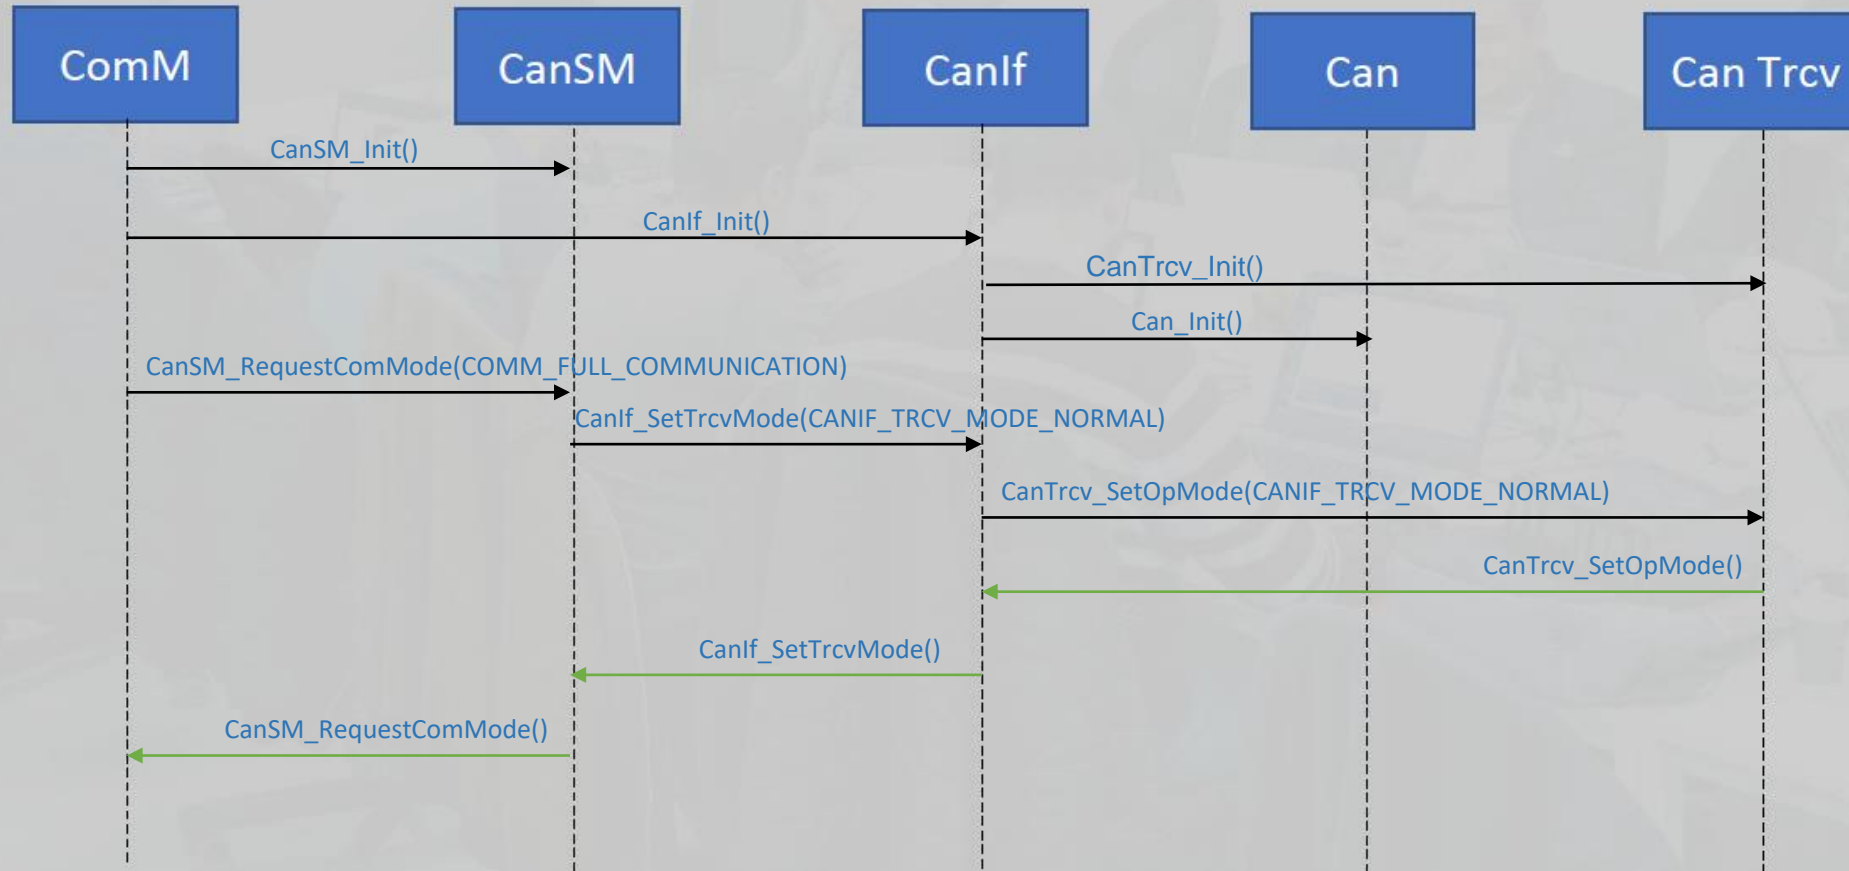 ComM
CanSM
CanIf
Can
Can Trcv
CanSM_Init()
CanIf_Init()
CanTrcv_Init()
Can_Init()
CanSM_RequestComMode(COMM_FULL_COMMUNICATION)
CanIf_SetTrcvMode(CANIF_TRCV_MODE_NORMAL)
CanTrcv_SetOpMode(CANIF_TRCV_MODE_NORMAL)
CanTrcv_SetOpMode()
CanIf_SetTrcvMode()
CanSM_RequestComMode()